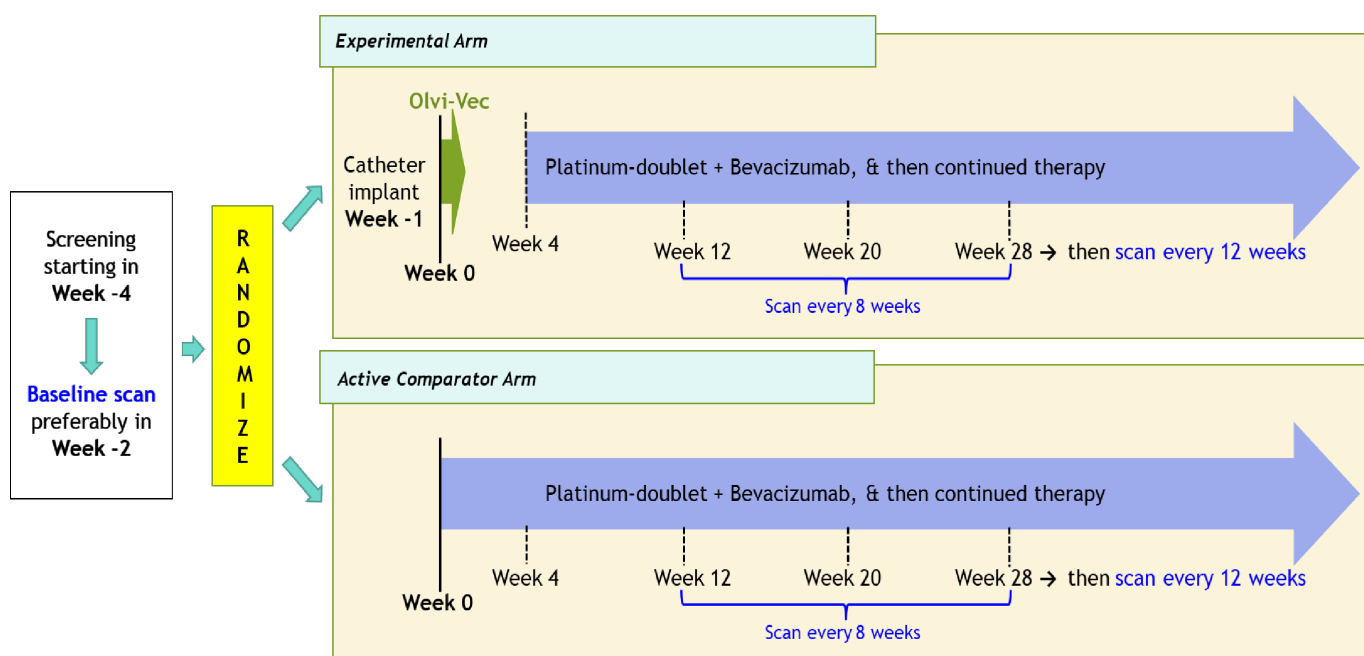 Screening
starting in
Week -4
Baseline scan
preferably in
Week -2
R
A
N
D
O
M
I
Z
E
Experimental Arm
Olvi-Vec
Catheter
implant
Week -1
Week 0
Platinum-doublet + Bevacizumab, & then continued therapy
Week 4
Week 12
Week 20
Week 28 → then scan every 12 weeks
Scan every 8 weeks
Active Comparator Arm
Platinum-doublet + Bevacizumab, & then continued therapy
Week 0
Week 4
Week 12
Week 20
Week 28 → then scan every 12 weeks
Scan every 8 weeks